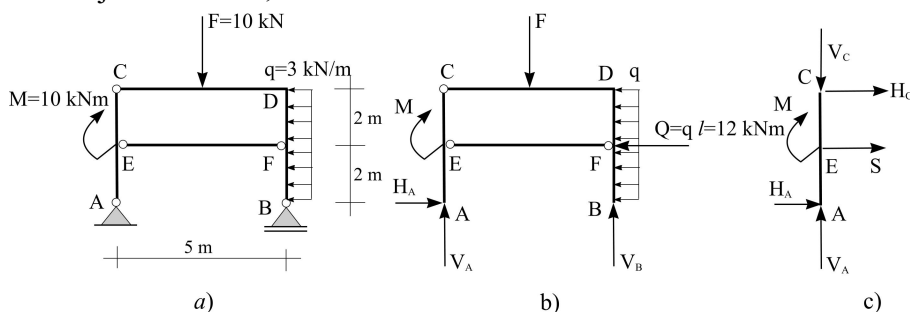 F=10 kN
C
q=3 kN/m
M=10 kNm
D
2 m
E
F
2 m
A
B
5 m
a)
F
C
D
q
M
Q=q l=12 kNm
E
F
H_A
A
B
V_A
V_B
b)
V_C
C
H_C
M
E
S
H_A
A
V_A
c)